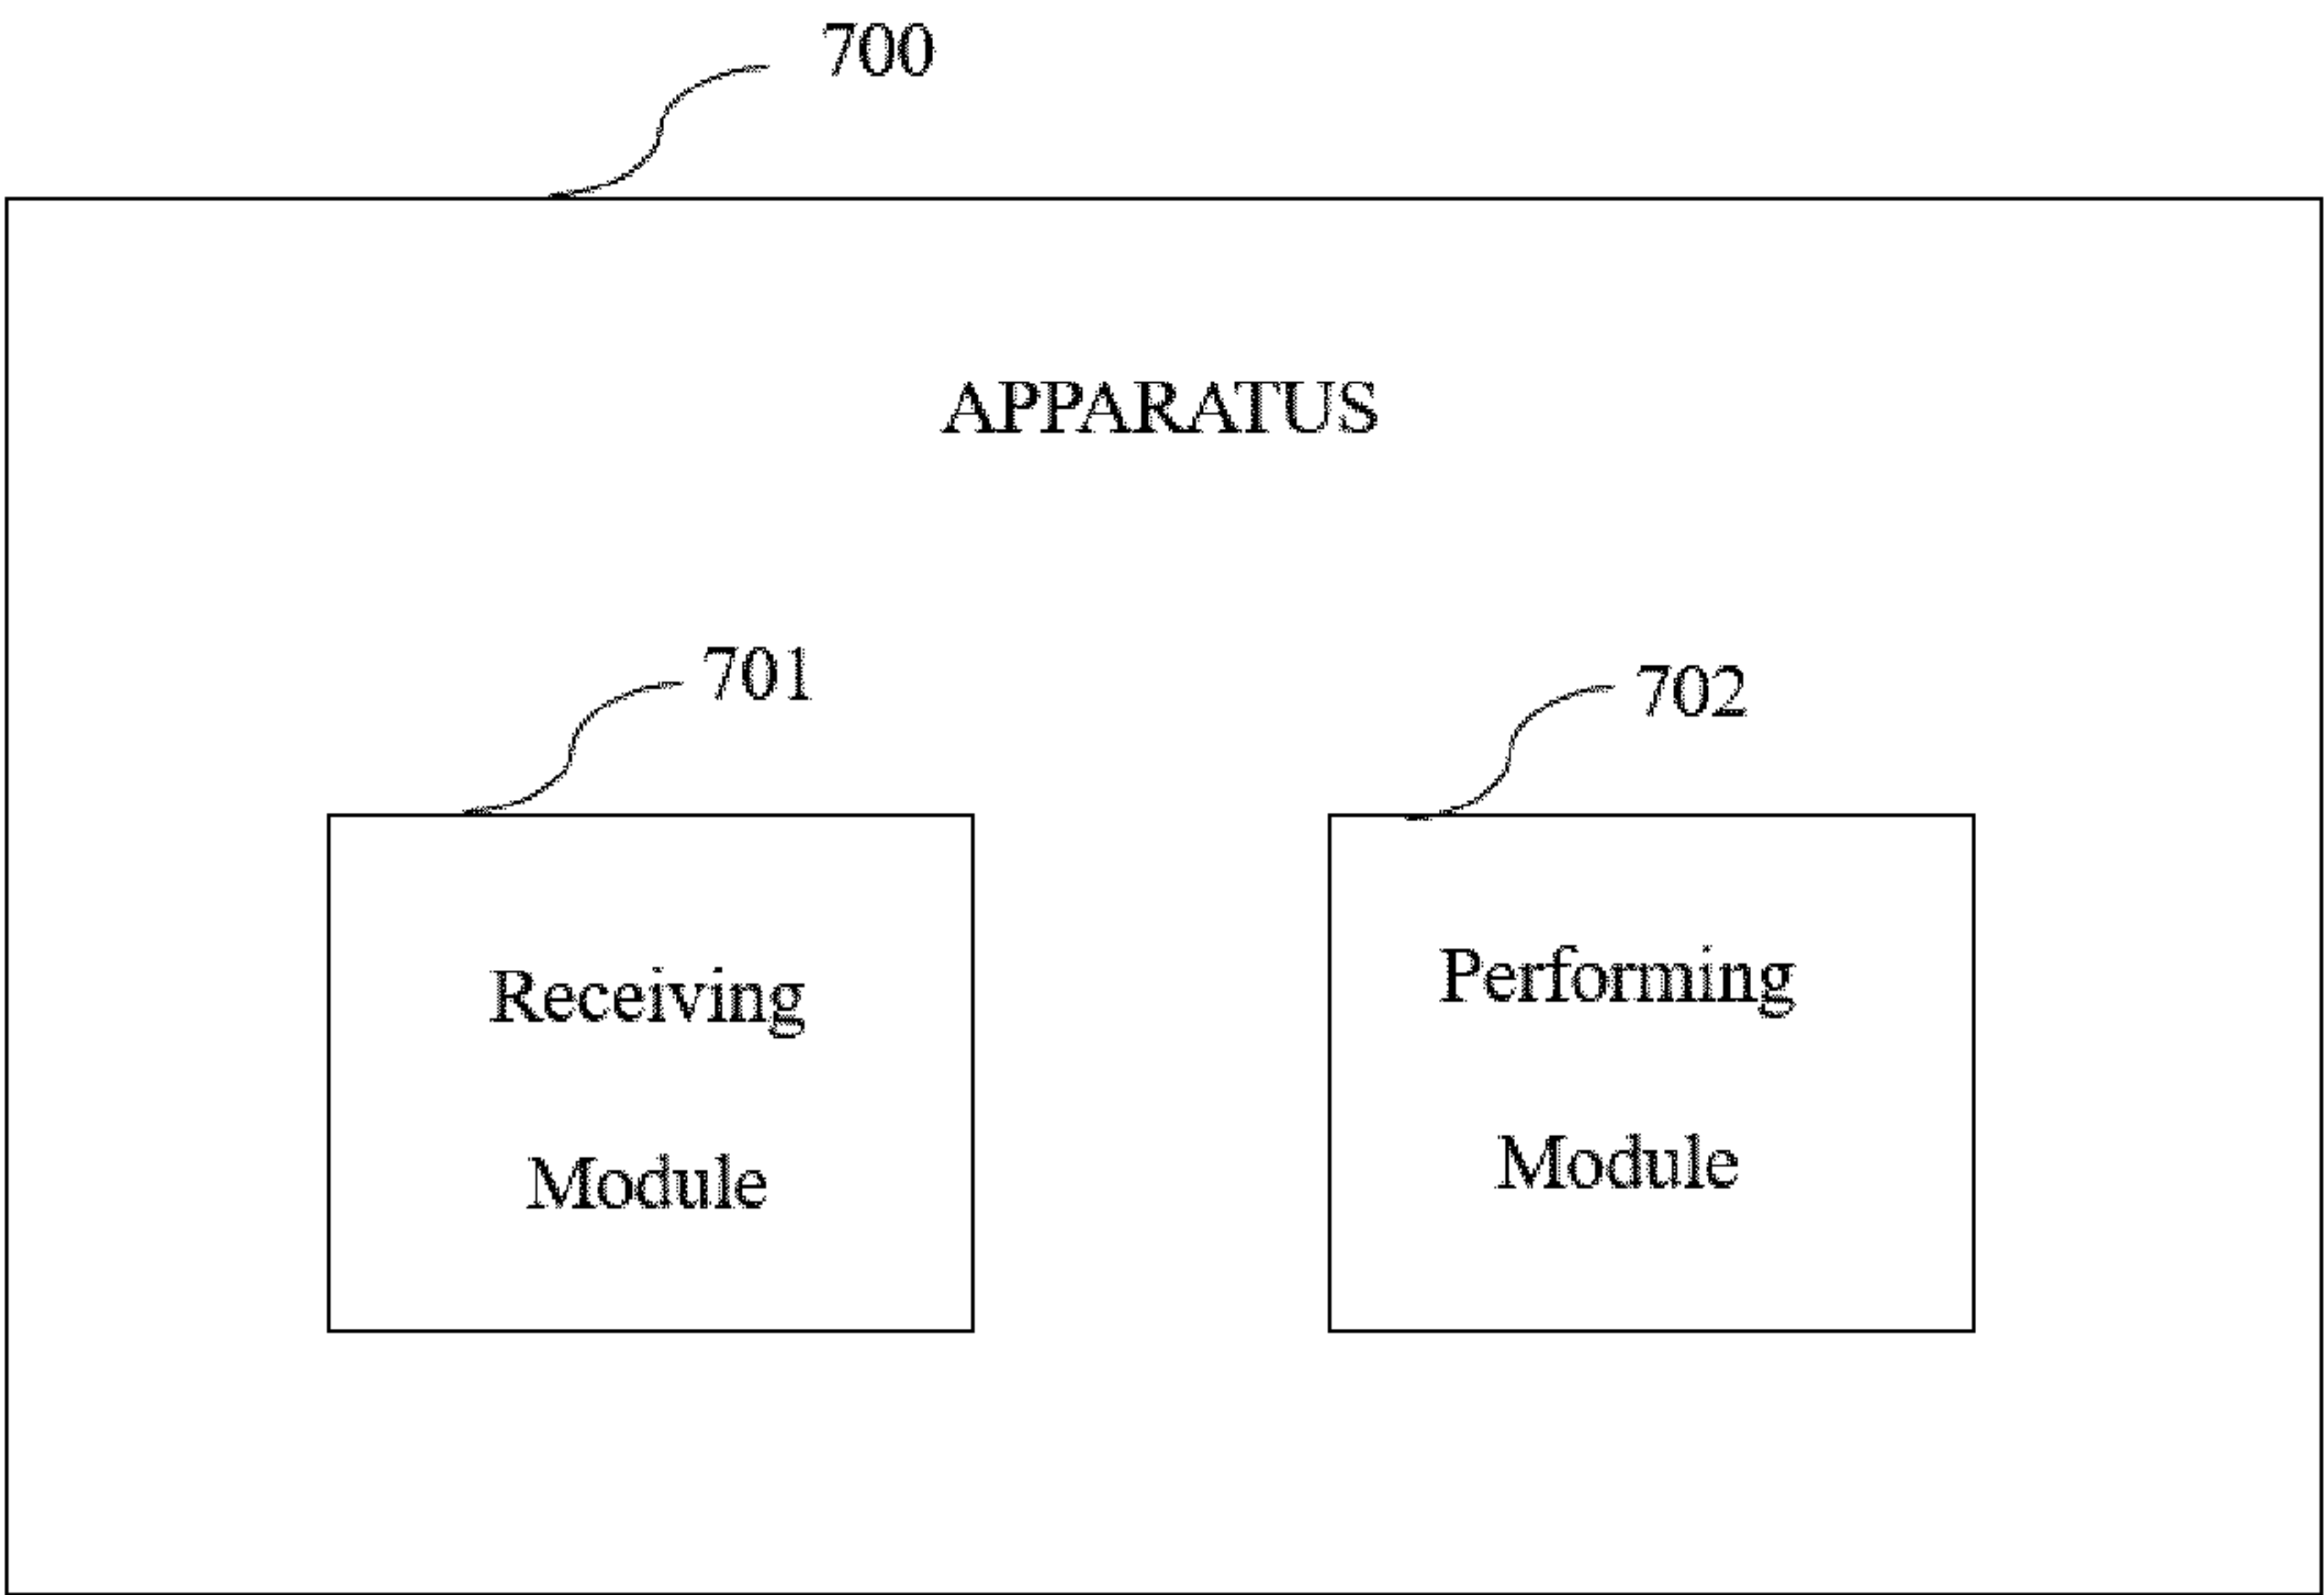 700
APPARATUS
701
702
Receiving
Module
Performing
Module